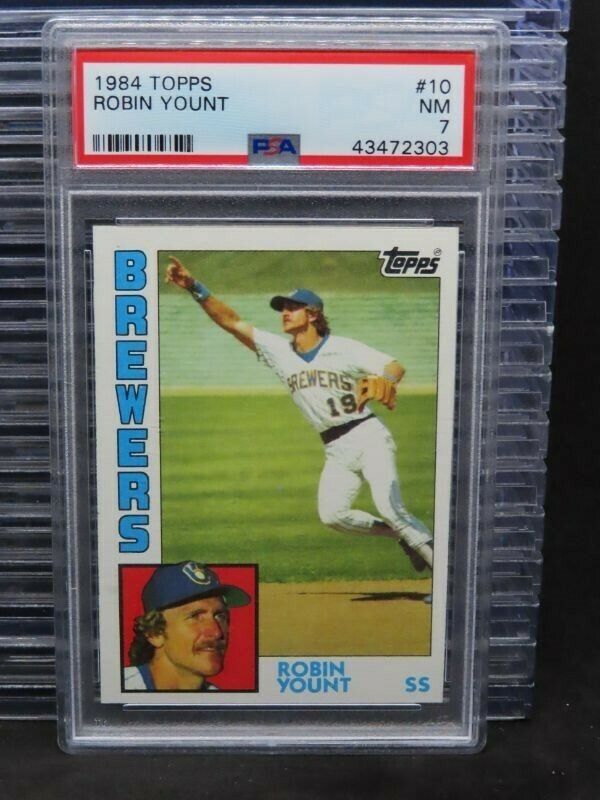 1984 TOPPS #10
ROBIN YOUNT NM
7
PSA 43472303
topps
BREWERS
BREWERS
19
ROBIN
YOUNT SS